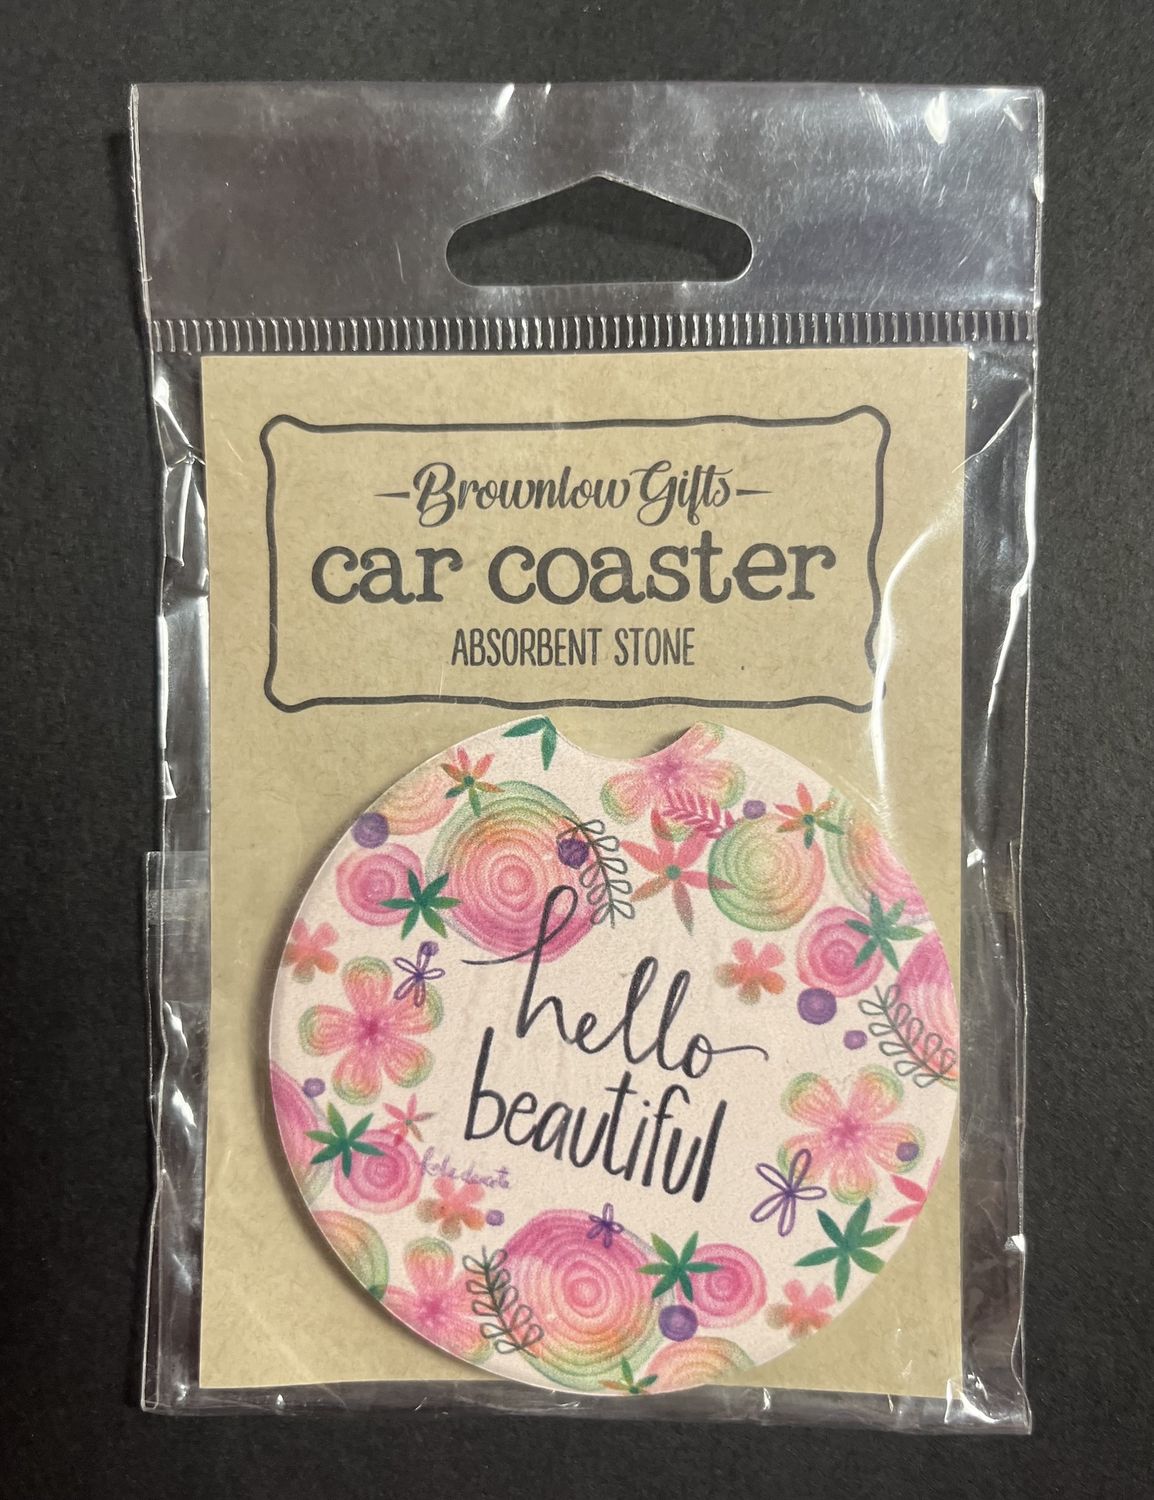 Brownlow Gifts
car coaster
ABSORBENT STONE
hello
beautiful